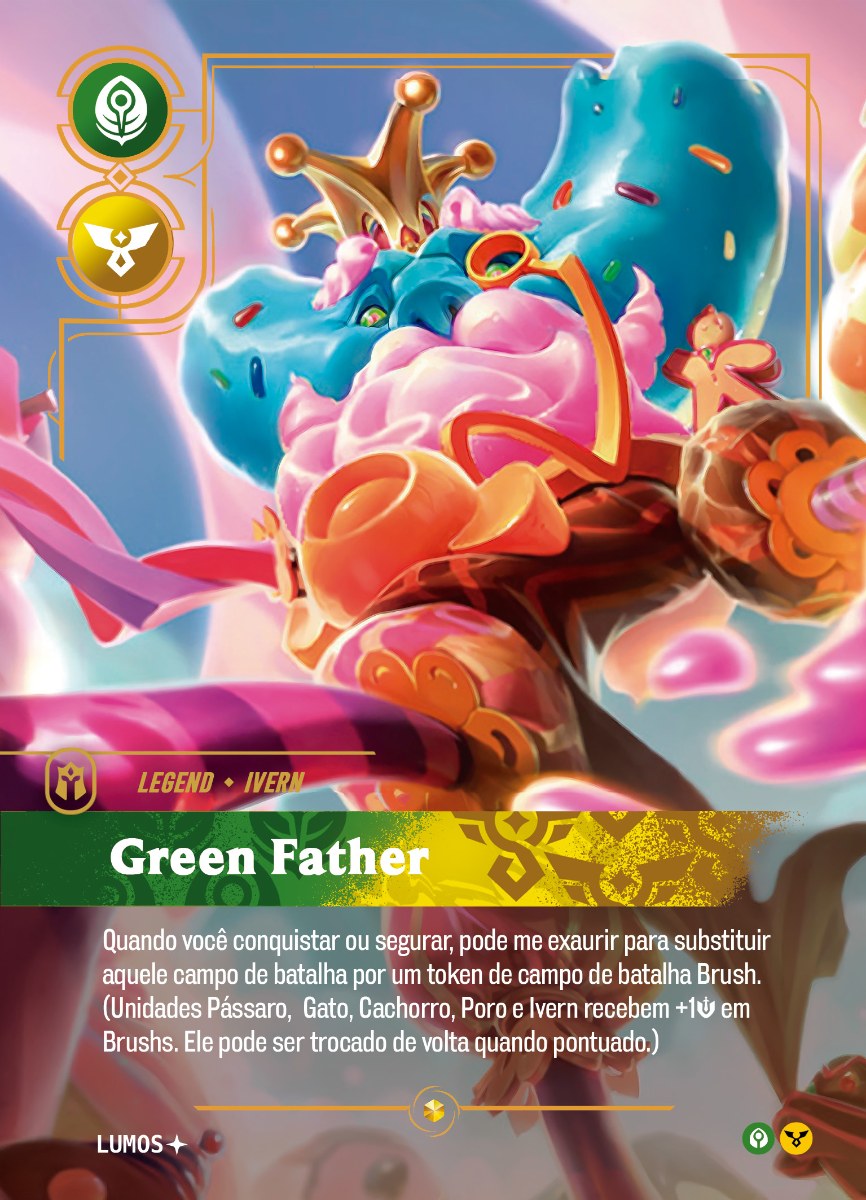 LEGEND • IVERN
Green Father
Quando você conquistar ou segurar, pode me exaurir para substituir
aquele campo de batalha por um token de campo de batalha Brush.
(Unidades Pássaro, Gato, Cachorro, Poro e Ivern recebem +1 em
Brushs. Ele pode ser trocado de volta quando pontuado.)
LUMOS